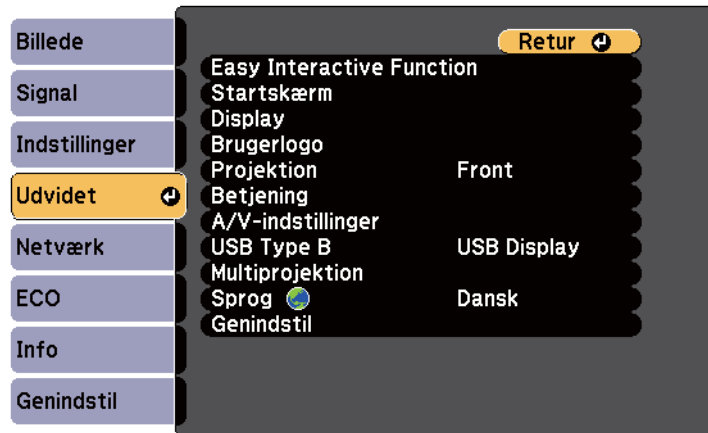 Billede
Signal
Indstillinger
Udvidet
Netværk
ECO
Info
Genindstil
Retur
Easy Interactive Function
Startskærm
Display
Brugerlogo
Projektion Front
Betjening
A/V-indstillinger
USB Type B USB Display
Multiprojektion
Sprog Dansk
Genindstil